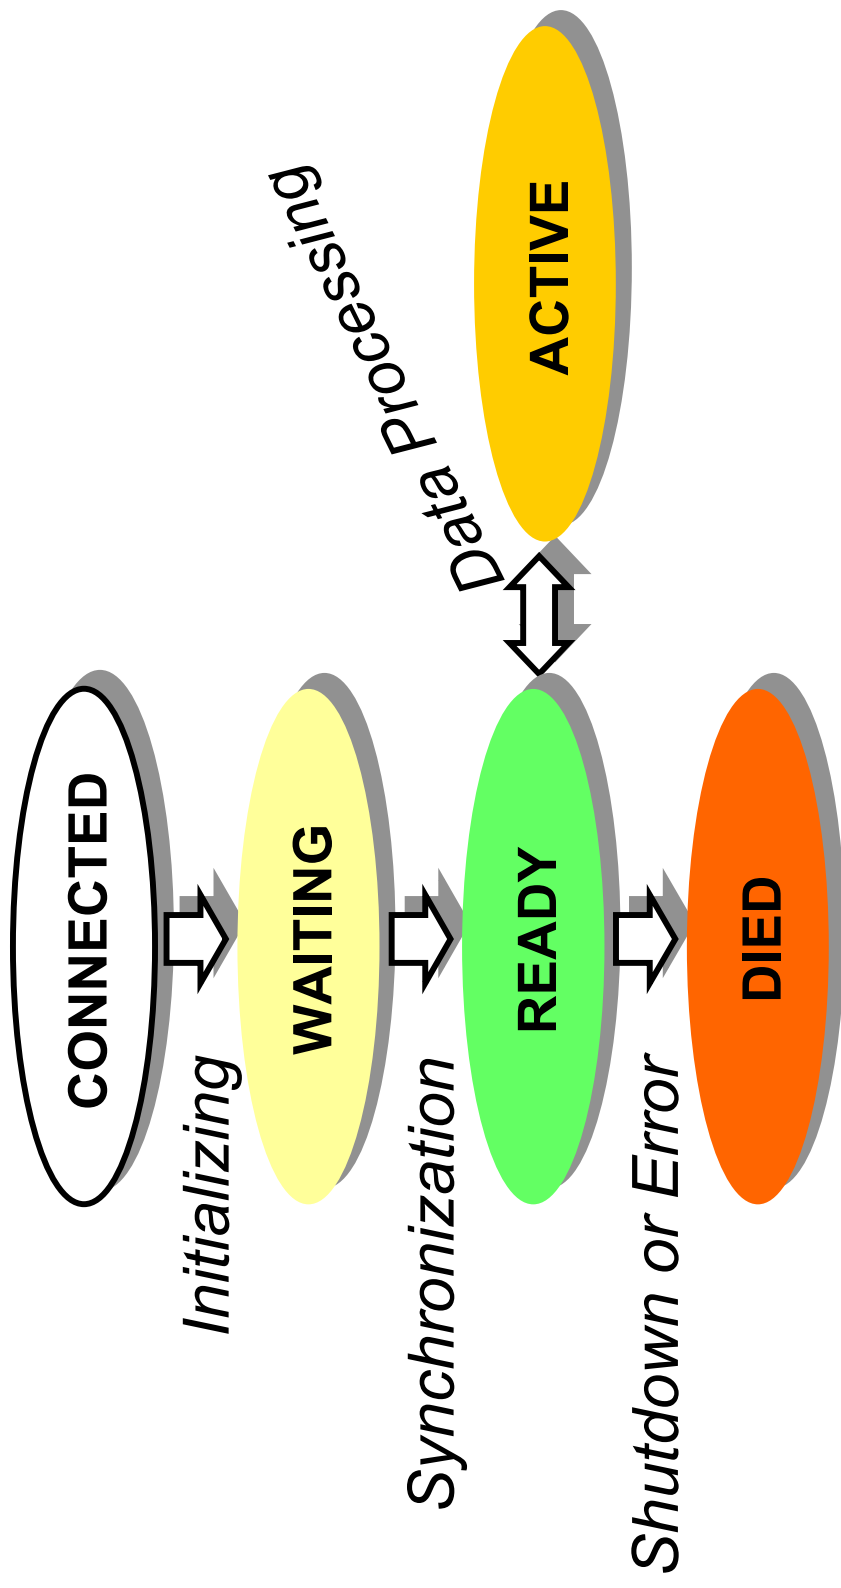 CONNECTED
Initializing
WAITING
Synchronization
READY
Data Processing
ACTIVE
Shutdown or Error
DIED